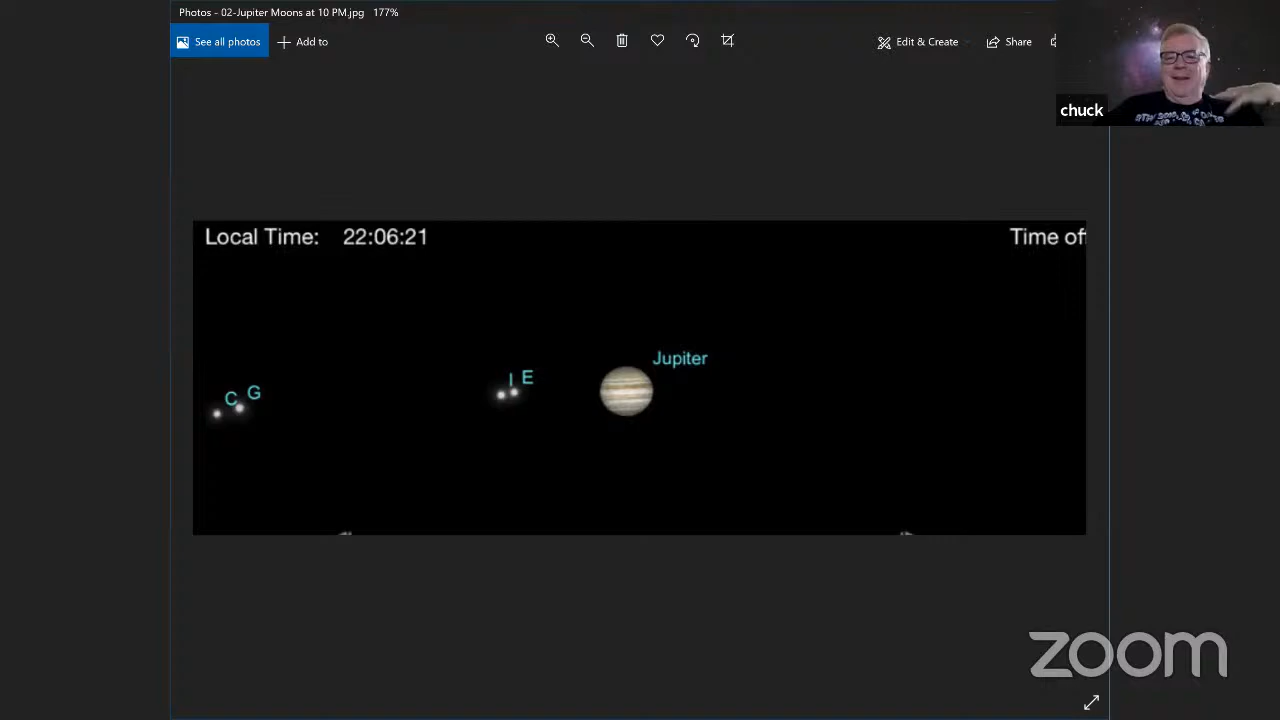 Photos - 02-Jupiter Moons at 10 PM.jpg 177%
See all photos
Add to
Edit & Create
Share
chuck
Local Time: 22:06:21
Time off
Jupiter
I E
C G
zoom